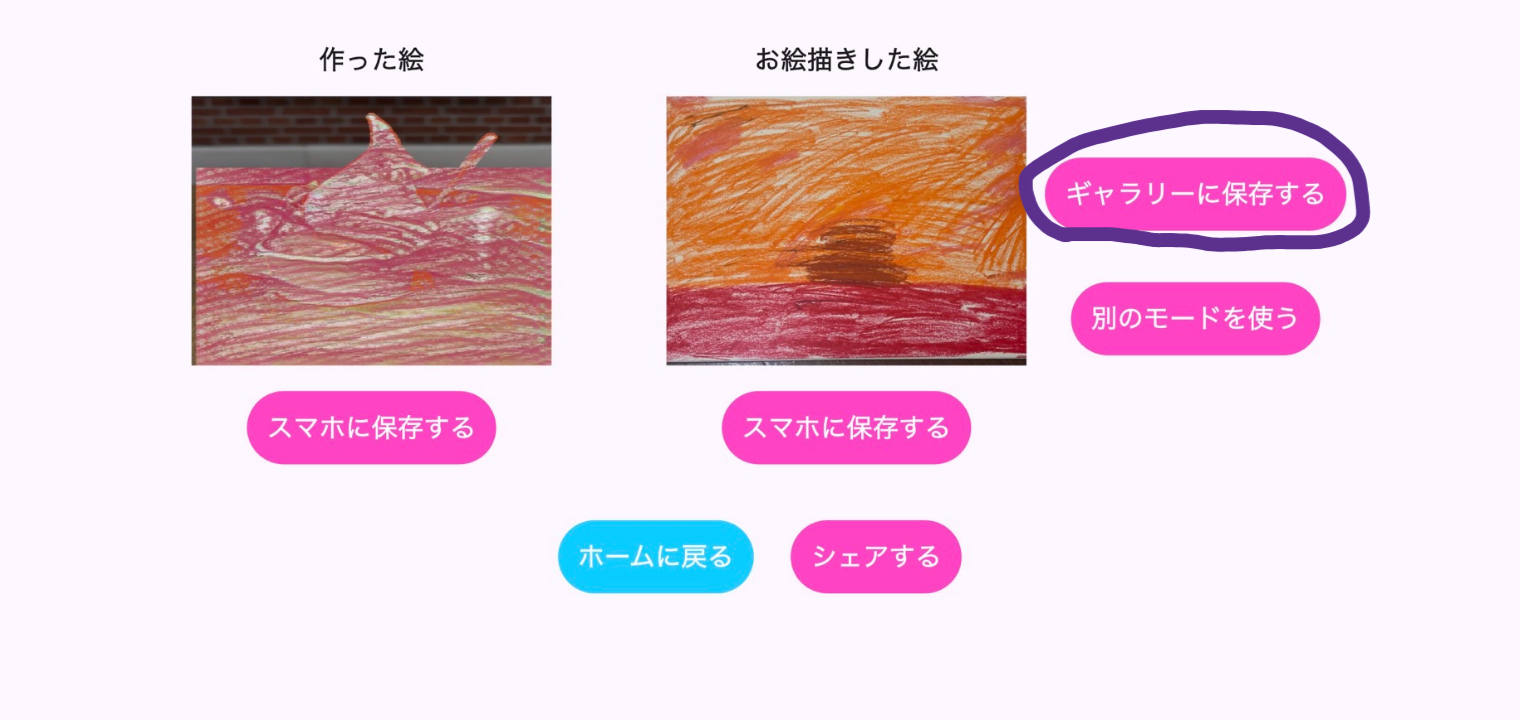 作った絵
お絵描きした絵
ギャラリーに保存する
別のモードを使う
スマホに保存する
スマホに保存する
ホームに戻る
シェアする